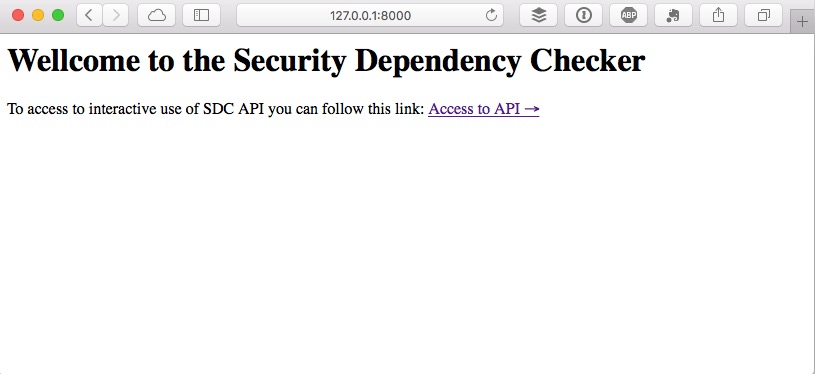 127.0.0.1:8000
ABP
Wellcome to the Security Dependency Checker
To access to interactive use of SDC API you can follow this link: Access to API →